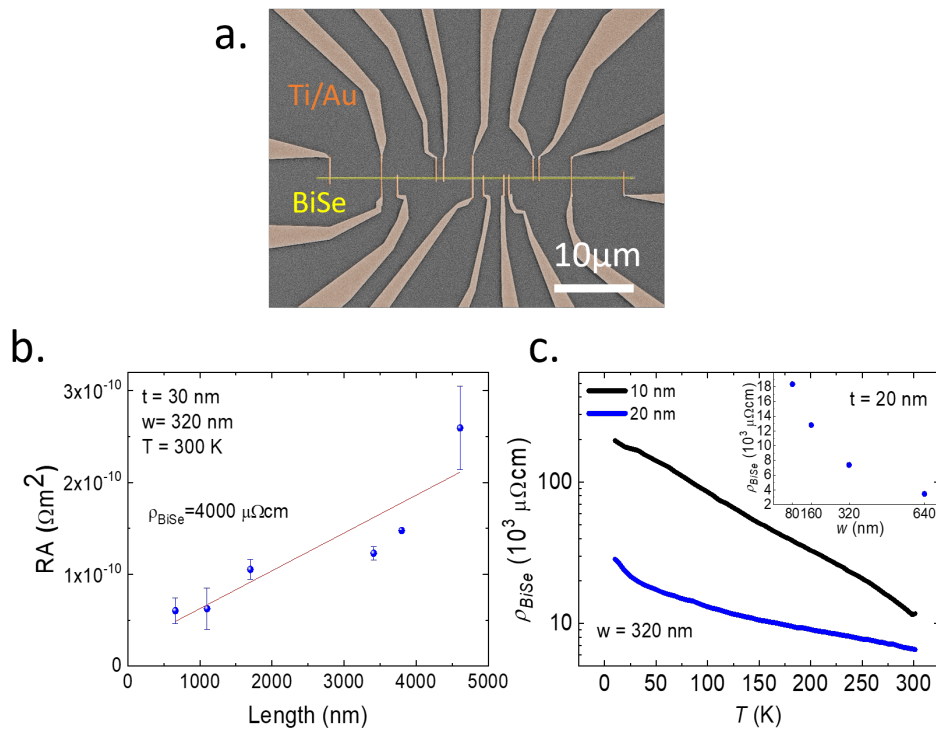 a.
Ti/Au
BiSe
10μm
b.
3x10⁻¹⁰
2x10⁻¹⁰
1x10⁻¹⁰
0
RA (Ωm²)
t = 30 nm
w= 320 nm
T = 300 K
ρBiSe=4000 μΩcm
0 1000 2000 3000 4000 5000
Length (nm)
c.
100
10
ρBiSe (10³ μΩcm)
10 nm
20 nm
w = 320 nm
0 50 100 150 200 250 300
T (K)
18
16
14
12
10
8
6
4
2
ρBiSe (10³ μΩcm)
t = 20 nm
80 160 320 640
w (nm)